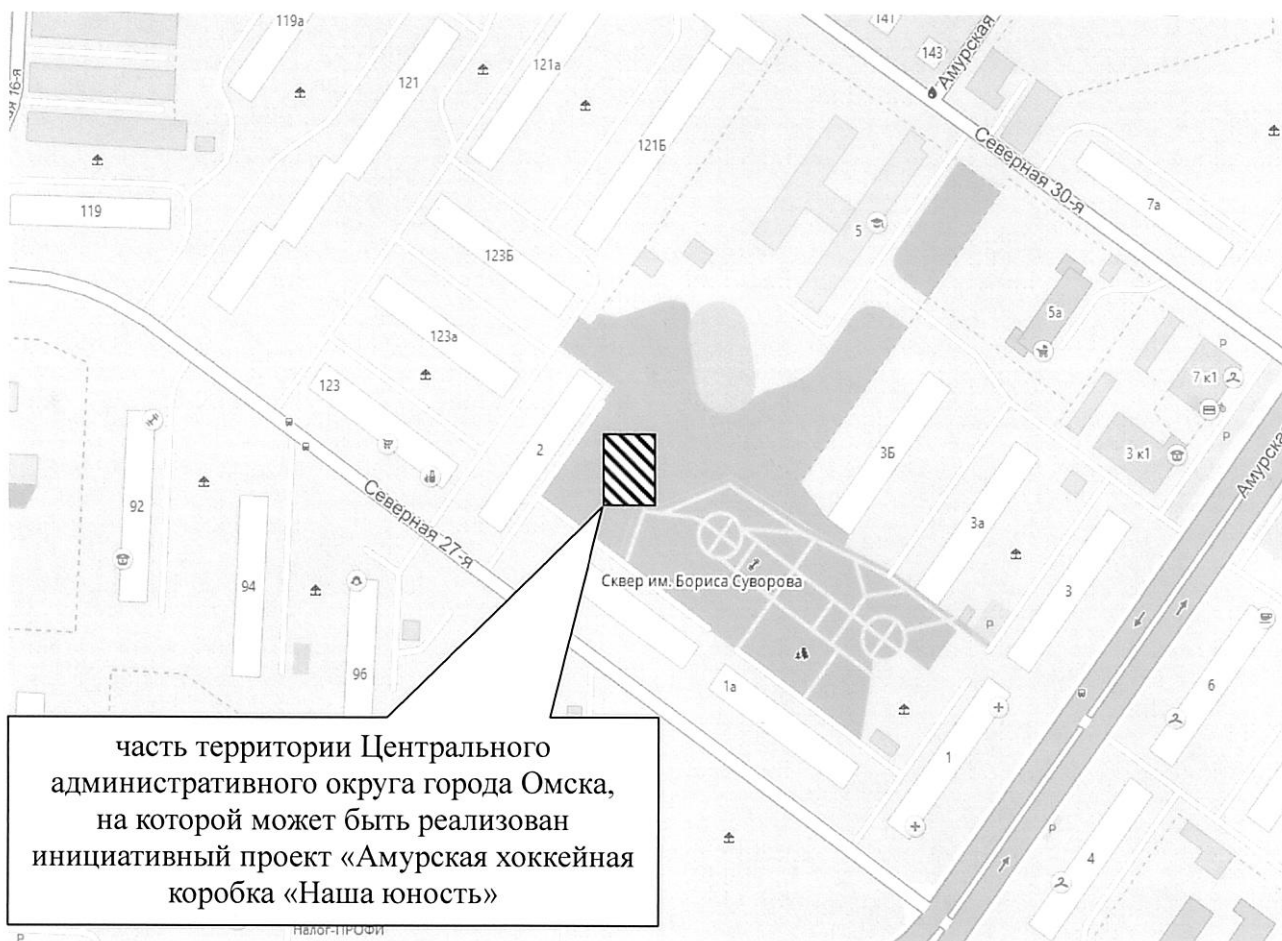 119а
141
143
Амурская
121
121а
121Б
Северная 30-я
7а
119
123Б
5
5а
123а
7 к1
123
2
3Б
3 к1
Амурска
92
Северная 27-я
3а
94
Сквер им. Бориса Суворова
3
96
1а
6
1
4
P
P
P
P
P
часть территории Центрального
административного округа города Омска,
на которой может быть реализован
инициативный проект «Амурская хоккейная
коробка «Наша юность»
Налог-ПРОФИ